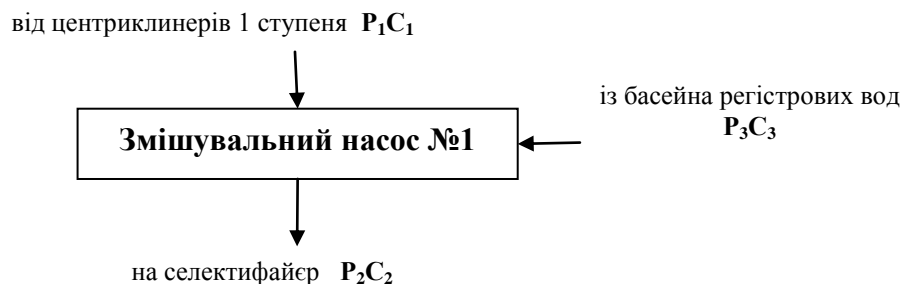 від центриклинерів 1 ступеня P₁C₁
із басейна регістрових вод
P₃C₃
Змішувальний насос №1
на селектифайєр P₂C₂